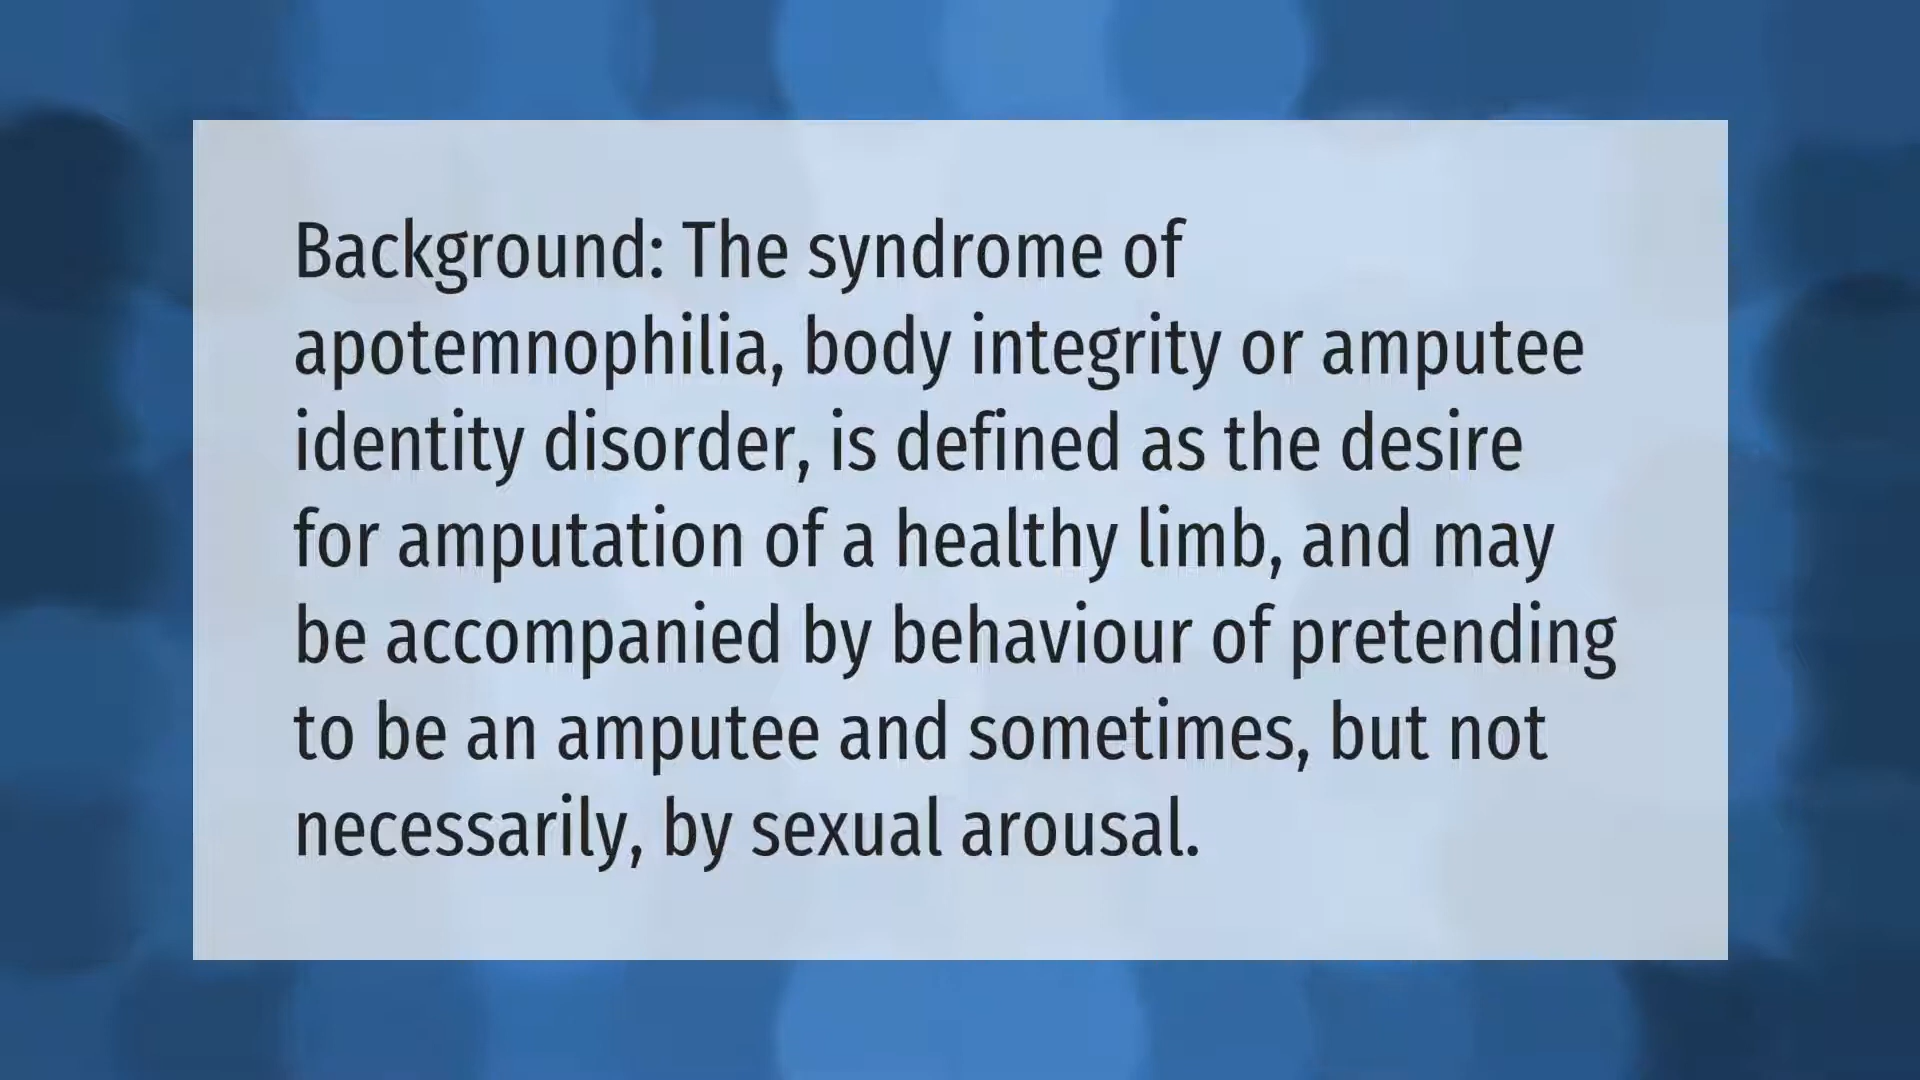 Background: The syndrome of
apotemnophilia, body integrity or amputee
identity disorder, is defined as the desire
for amputation of a healthy limb, and may
be accompanied by behaviour of pretending
to be an amputee and sometimes, but not
necessarily, by sexual arousal.